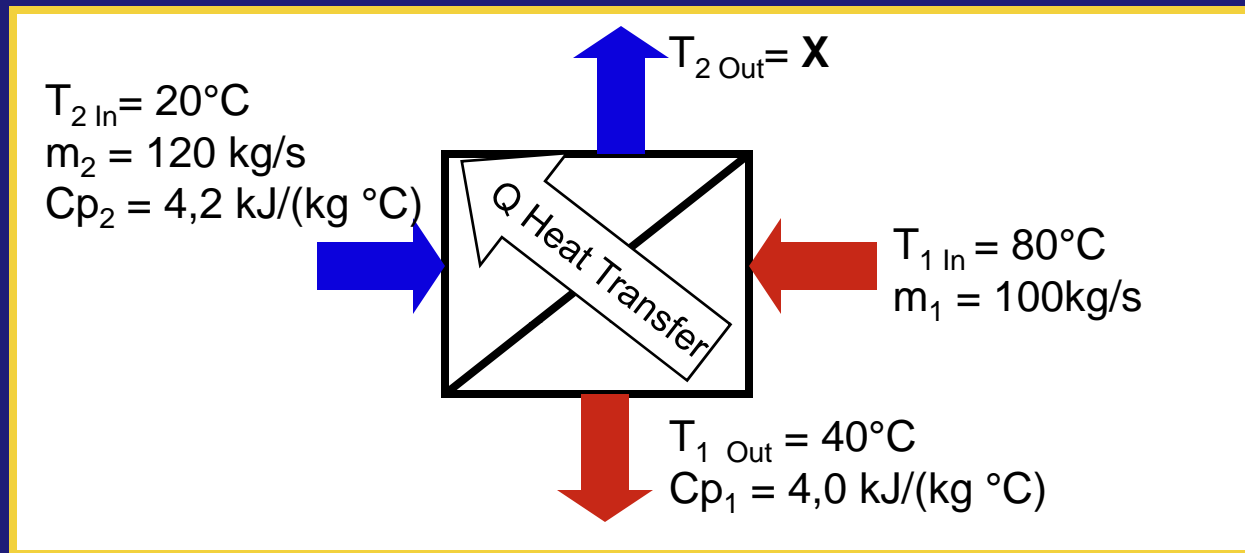 T2 Out= X
T2 In= 20°C
m2 = 120 kg/s
Cp2 = 4,2 kJ/(kg °C)
Q Heat Transfer
T1 In = 80°C
m1 = 100kg/s
T1 Out = 40°C
Cp1 = 4,0 kJ/(kg °C)